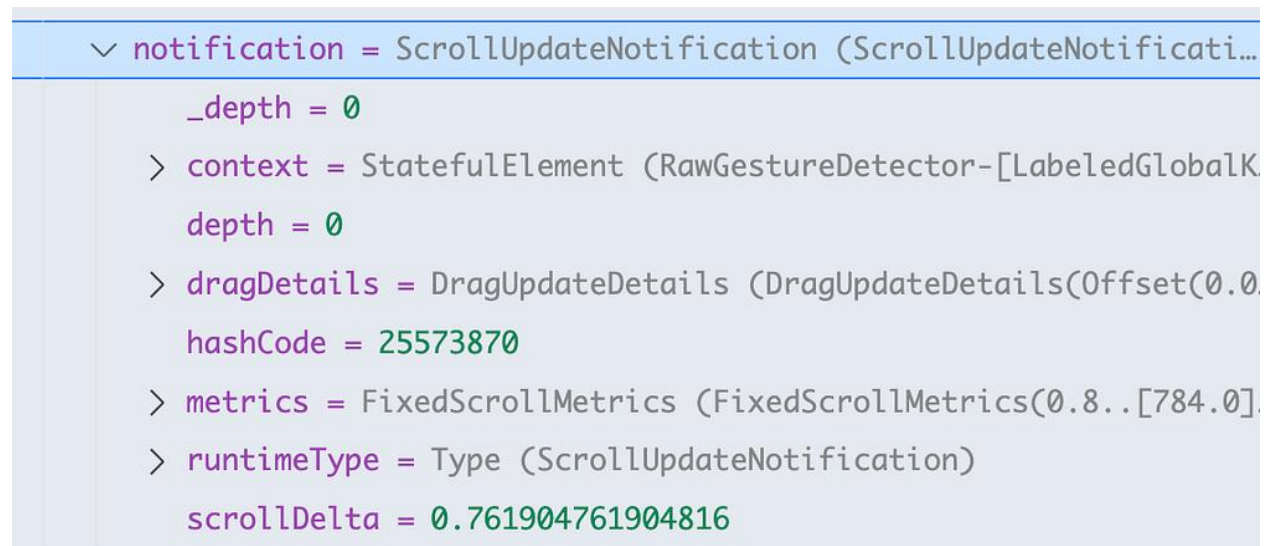 notification = ScrollUpdateNotification (ScrollUpdateNotificati…
_depth = 0
context = StatefulElement (RawGestureDetector-[LabeledGlobalK…
depth = 0
dragDetails = DragUpdateDetails (DragUpdateDetails(Offset(0.0…
hashCode = 25573870
metrics = FixedScrollMetrics (FixedScrollMetrics(0.8..[784.0]…
runtimeType = Type (ScrollUpdateNotification)
scrollDelta = 0.761904761904816